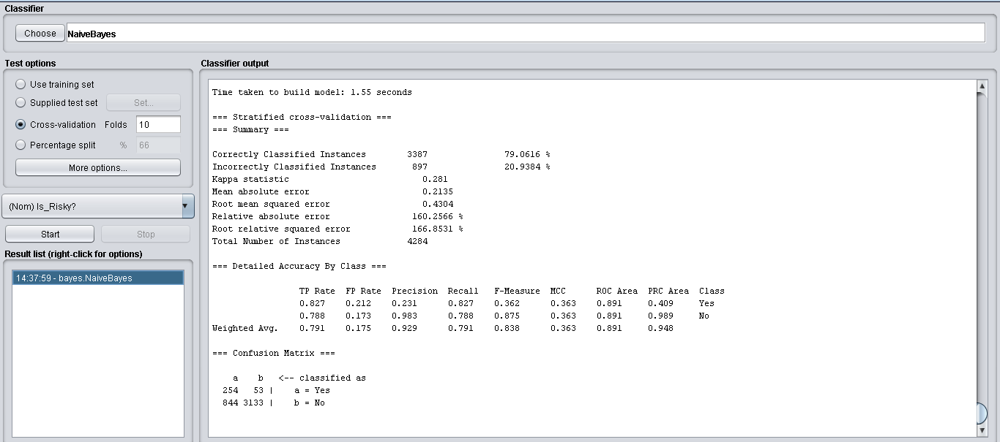 Classifier
Choose NaiveBayes
Test options
Use training set
Supplied test set Set...
Cross-validation Folds 10
Percentage split % 66
More options...
(Nom) Is_Risky?
Start Stop
Result list (right-click for options)
14:37:59 - bayes.NaiveBayes
Classifier output
Time taken to build model: 1.55 seconds
=== Stratified cross-validation ===
=== Summary ===
Correctly Classified Instances 3387 79.0616 %
Incorrectly Classified Instances 897 20.9384 %
Kappa statistic 0.281
Mean absolute error 0.2135
Root mean squared error 0.4304
Relative absolute error 160.2566 %
Root relative squared error 166.8531 %
Total Number of Instances 4284
=== Detailed Accuracy By Class ===
TP Rate FP Rate Precision Recall F-Measure MCC ROC Area PRC Area Class
0.827 0.212 0.231 0.827 0.362 0.363 0.891 0.409 Yes
0.788 0.173 0.983 0.788 0.875 0.363 0.891 0.989 No
Weighted Avg. 0.791 0.175 0.929 0.791 0.838 0.363 0.891 0.948
=== Confusion Matrix ===
a b <-- classified as
254 53 | a = Yes
844 3133 | b = No